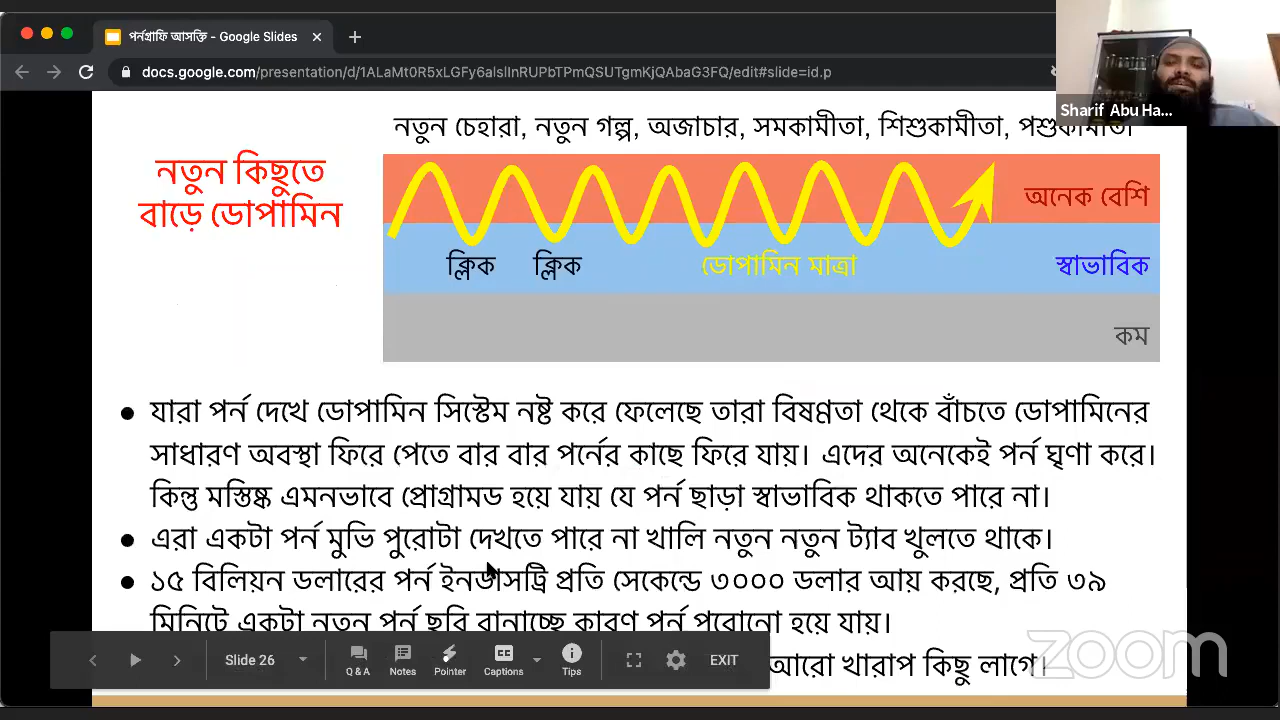 পর্নগ্রাফি আসক্তি - Google Slides
docs.google.com/presentation/d/1ALaMt0R5xLGFy6alslInRUPbTPmQSUTgmKjQAbaG3FQ/edit#slide=id.p
Sharif Abu Ha...
নতুন চেহারা, নতুন গল্প, অজাচার, সমকামীতা, শিশুকামীতা, পশুকামীতা
নতুন কিছুতে
বাড়ে ডোপামিন
অনেক বেশি
ক্লিক ক্লিক ডোপামিন মাত্রা স্বাভাবিক
কম
● যারা পর্ন দেখে ডোপামিন সিস্টেম নষ্ট করে ফেলেছে তারা বিষণ্ণতা থেকে বাঁচতে ডোপামিনের
সাধারণ অবস্থা ফিরে পেতে বার বার পর্নের কাছে ফিরে যায়। এদের অনেকেই পর্ন ঘৃণা করে।
কিন্তু মস্তিষ্ক এমনভাবে প্রোগ্রামড হয়ে যায় যে পর্ন ছাড়া স্বাভাবিক থাকতে পারে না।
● এরা একটা পর্ন মুভি পুরোটা দেখতে পারে না খালি নতুন নতুন ট্যাব খুলতে থাকে।
● ১৫ বিলিয়ন ডলারের পর্ন ইনডাসট্রি প্রতি সেকেন্ডে ৩০০০ ডলার আয় করছে, প্রতি ৩৯
মিনিটে একটা নতুন পর্ন ছবি বানাচ্ছে কারণ পর্ন পুরোনো হয়ে যায়।
আরো খারাপ কিছু লাগে।
Slide 26
Q & A Notes Pointer Captions Tips EXIT
zoom